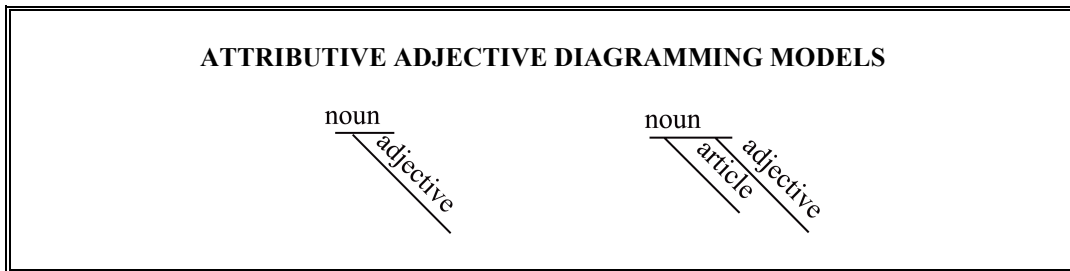 ATTRIBUTIVE ADJECTIVE DIAGRAMMING MODELS
noun
adjective
noun
article
adjective